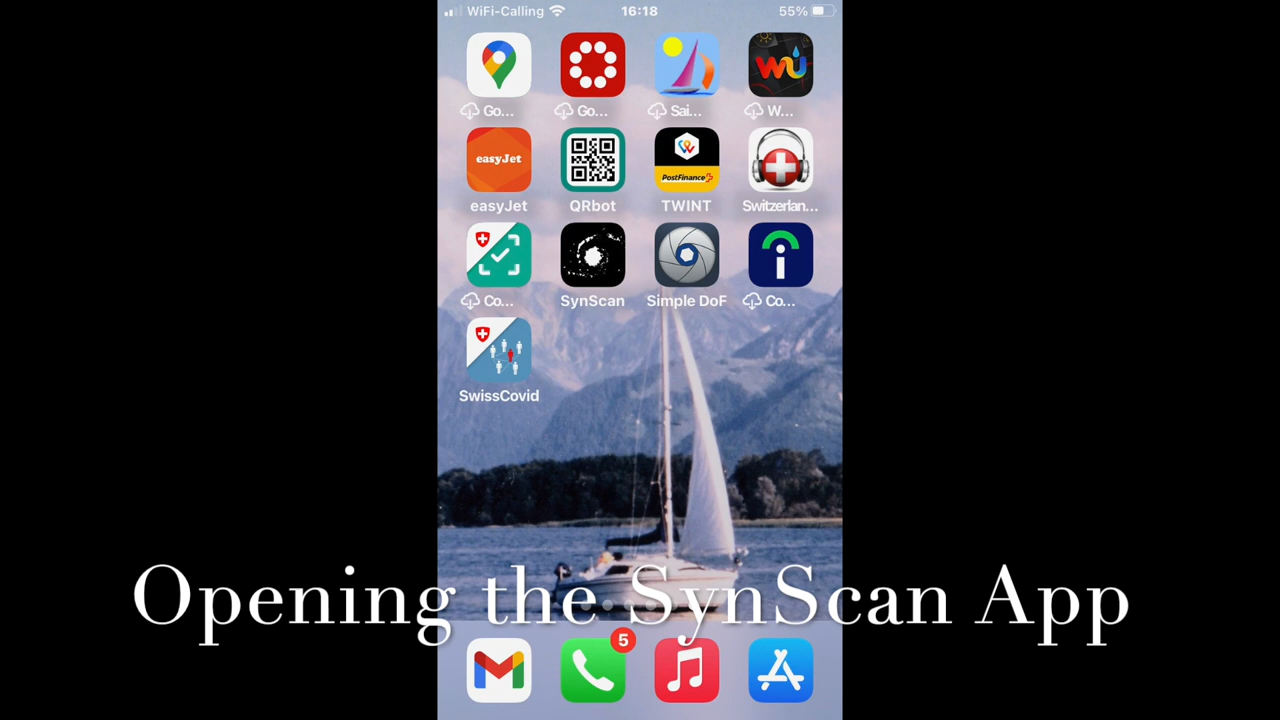 WiFi-Calling 16:18 55%
WU
Go... Go... Sai... W...
easyJet PostFinance
easyJet QRbot TWINT Switzerlan...
Co... SynScan Simple DoF Co...
SwissCovid
Opening the SynScan App
5